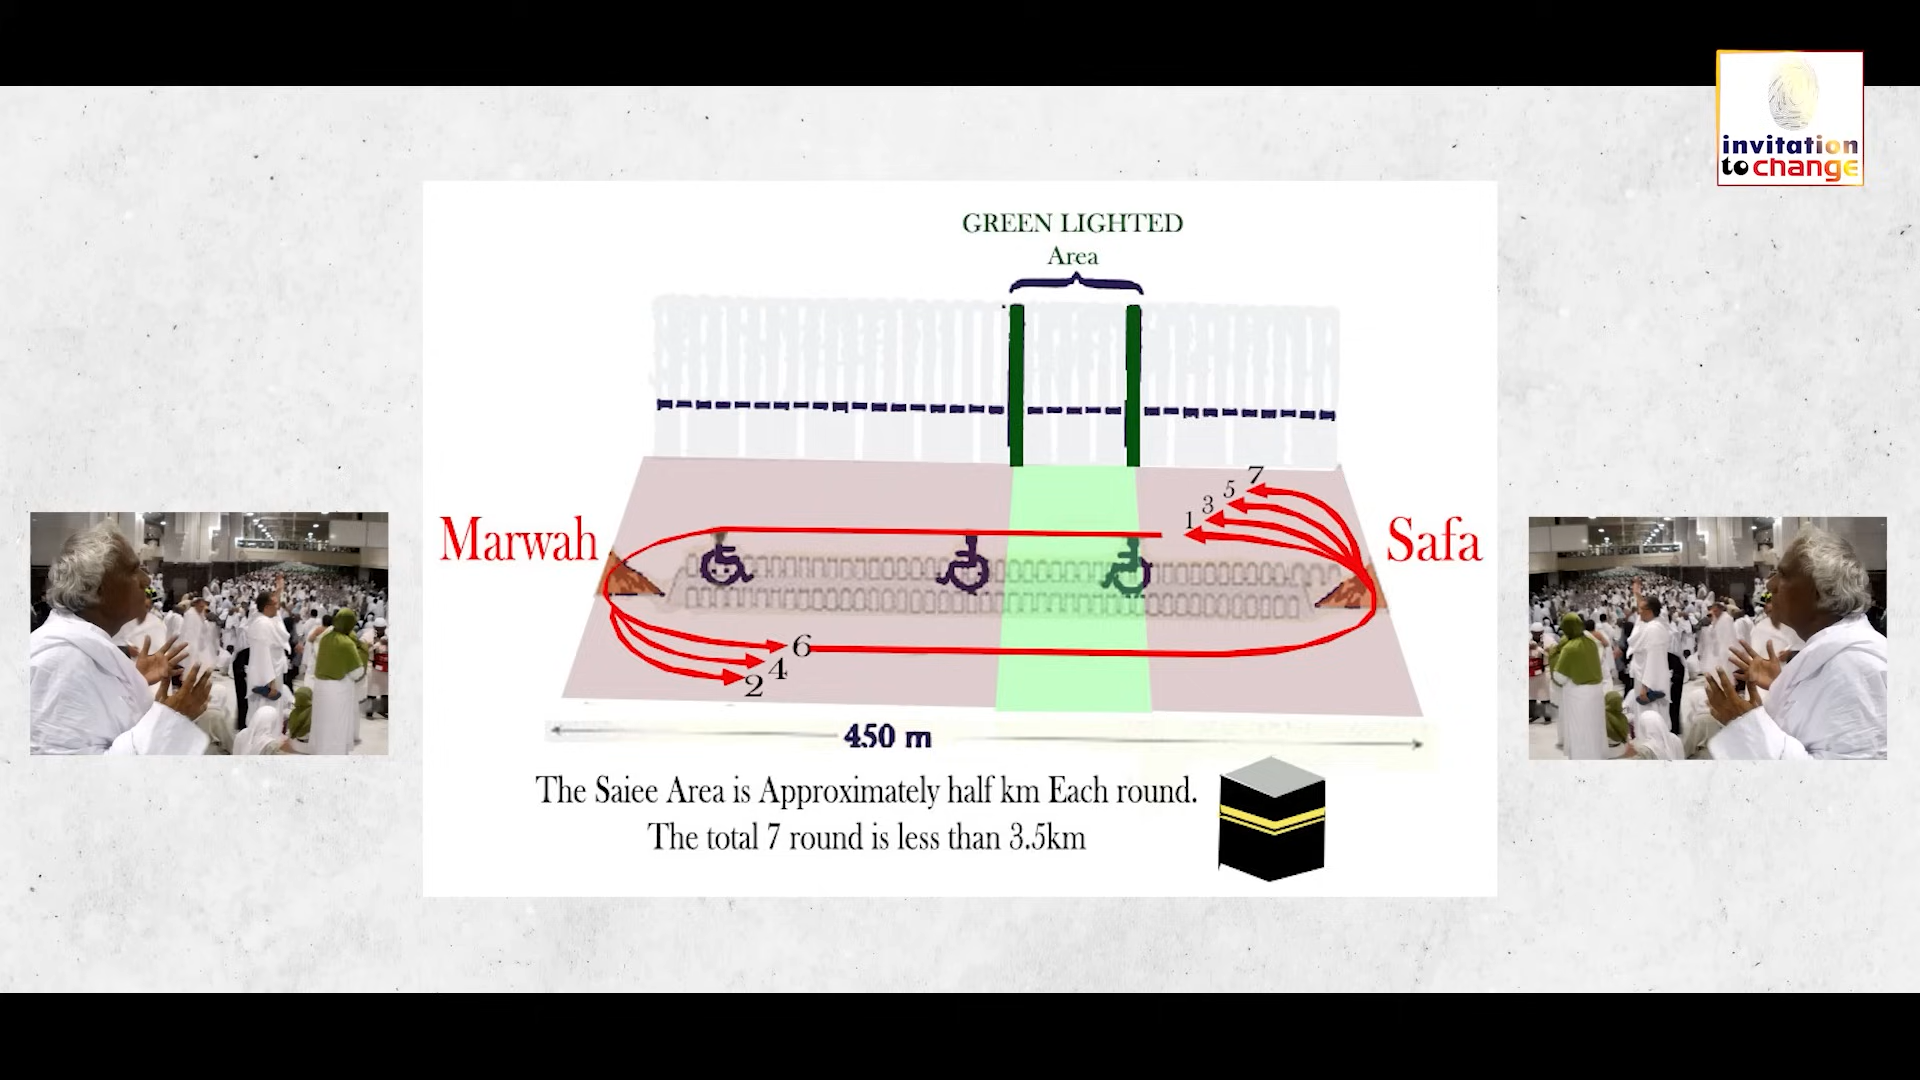 invitation
to change
GREEN LIGHTED
Area
7
5
3
1
Marwah
Safa
6
4
2
450 m
The Saiee Area is Approximately half km Each round.
The total 7 round is less than 3.5km